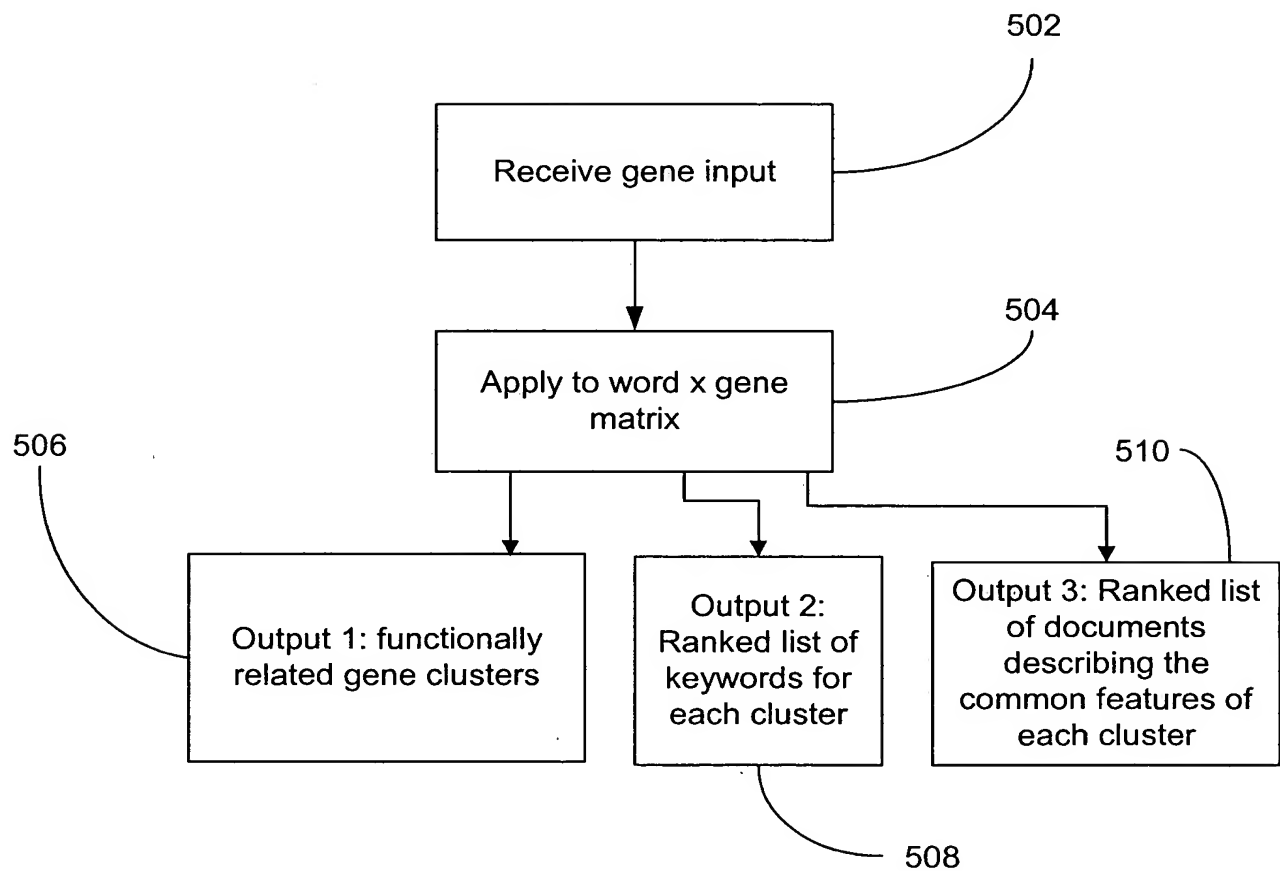 502
Receive gene input
504
Apply to word x gene
matrix
506
510
Output 1: functionally
related gene clusters
Output 2:
Ranked list of
keywords for
each cluster
Output 3: Ranked list
of documents
describing the
common features of
each cluster
508